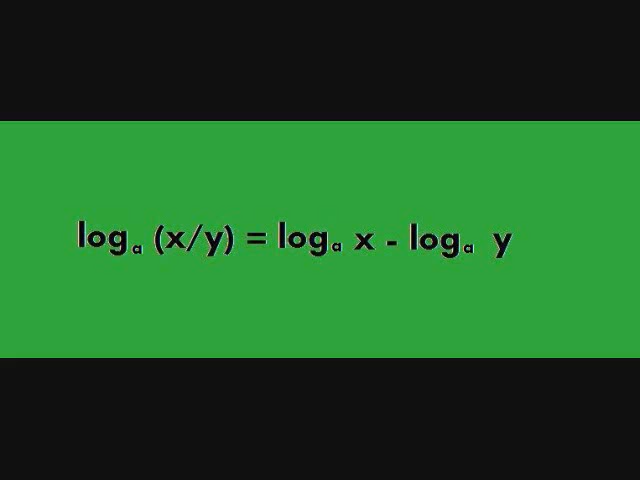 logₐ (x/y) = logₐ x - logₐ y